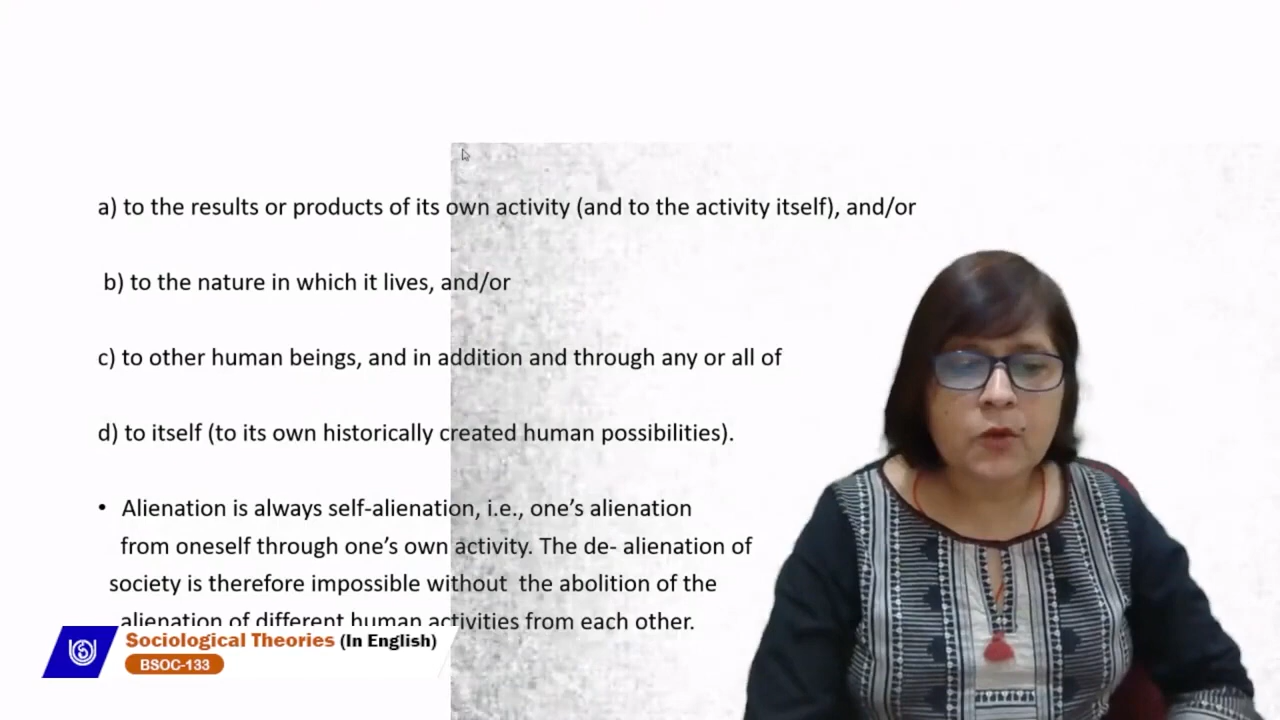 a) to the results or products of its own activity (and to the activity itself), and/or
b) to the nature in which it lives, and/or
c) to other human beings, and in addition and through any or all of
d) to itself (to its own historically created human possibilities).
• Alienation is always self-alienation, i.e., one’s alienation
from oneself through one’s own activity. The de- alienation of
society is therefore impossible without the abolition of the
alienation of different human activities from each other.
Sociological Theories (In English)
BSOC-133